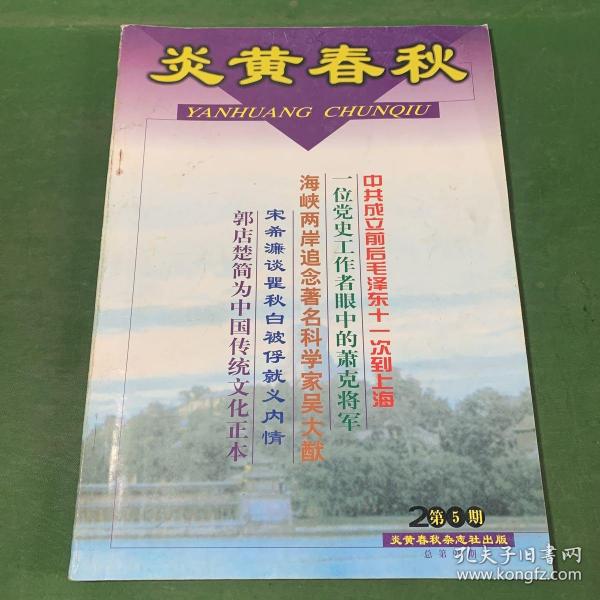 炎黄春秋
YANHUANG CHUNQIU
中共成立前后毛泽东十一次到上海
一位党史工作者眼中的萧克将军
海峡两岸追念著名科学家吴大猷
宋希濂谈瞿秋白被俘就义内情
郭店楚简为中国传统文化正本
第5期
炎黄春秋杂志社出版
孔夫子旧书网
www.kongfz.com